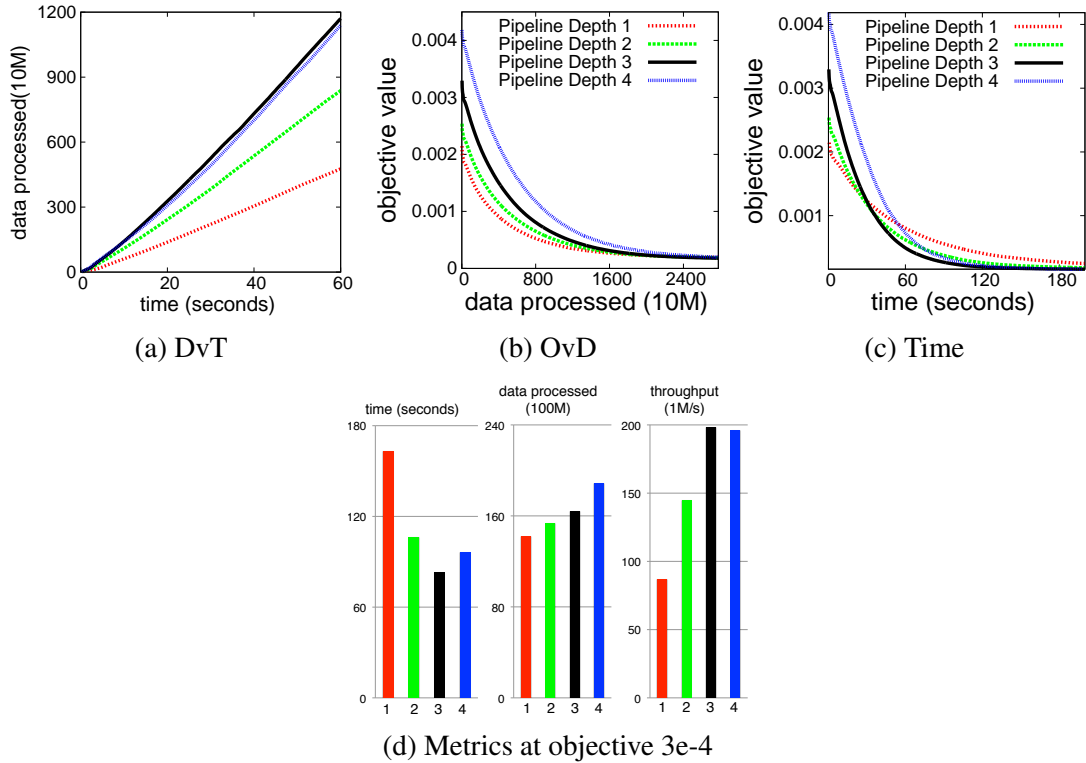 1200
900
600
300
0
data processed(10M)
0
20
40
60
time (seconds)
(a) DvT
0.004
0.003
0.002
0.001
0
objective value
Pipeline Depth 1
Pipeline Depth 2
Pipeline Depth 3
Pipeline Depth 4
0
800
1600
2400
data processed (10M)
(b) OvD
0.004
0.003
0.002
0.001
objective value
Pipeline Depth 1
Pipeline Depth 2
Pipeline Depth 3
Pipeline Depth 4
0
60
120
180
time (seconds)
(c) Time
time (seconds)
180
120
60
0
1 2 3 4
data processed
(100M)
240
160
80
0
1 2 3 4
throughput
(1M/s)
200
150
100
50
0
1 2 3 4
(d) Metrics at objective 3e-4